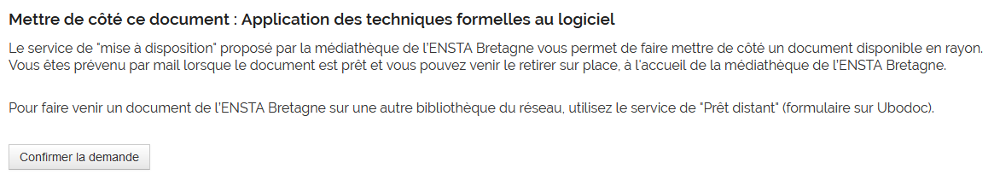 Mettre de côté ce document : Application des techniques formelles au logiciel
Le service de "mise à disposition" proposé par la médiathèque de l'ENSTA Bretagne vous permet de faire mettre de côté un document disponible en rayon.
Vous êtes prévenu par mail lorsque le document est prêt et vous pouvez venir le retirer sur place, à l'accueil de la médiathèque de l'ENSTA Bretagne.
Pour faire venir un document de l'ENSTA Bretagne sur une autre bibliothèque du réseau, utilisez le service de "Prêt distant" (formulaire sur Ubodoc).
Confirmer la demande